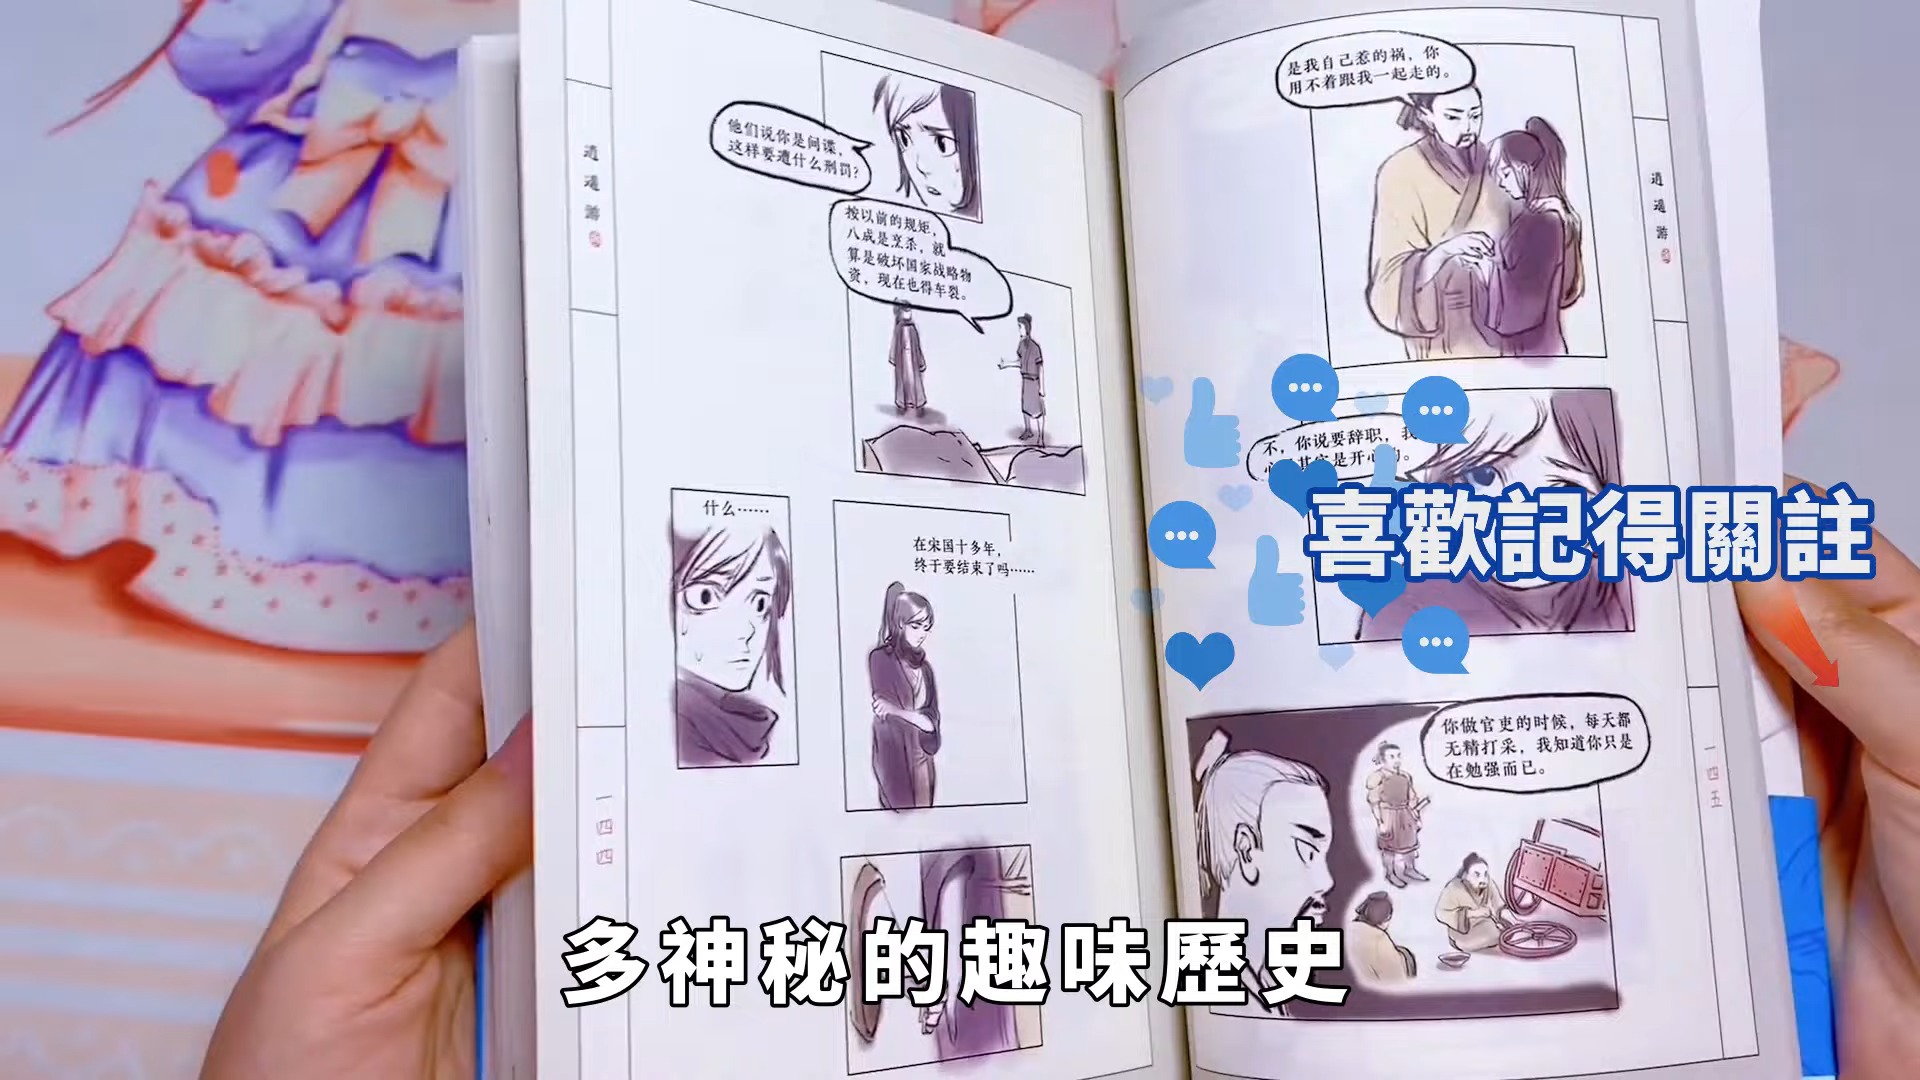 逍遥游
他们说你是间谍，
这样要遭什么刑罚？
按以前的规矩，
八成是烹杀，就
算是破坏国家战略物
资，现在也得车裂。
什么……
在宋国十多年，
终于要结束了吗……
一四四
是我自己惹的祸，你
用不着跟我一起走的。
逍遥游
不，你说要辞职，我
其实是开心的。
你做官吏的时候，每天都
无精打采，我知道你只是
在勉强而已。
一四五
喜歡記得關註
多神秘的趣味歷史